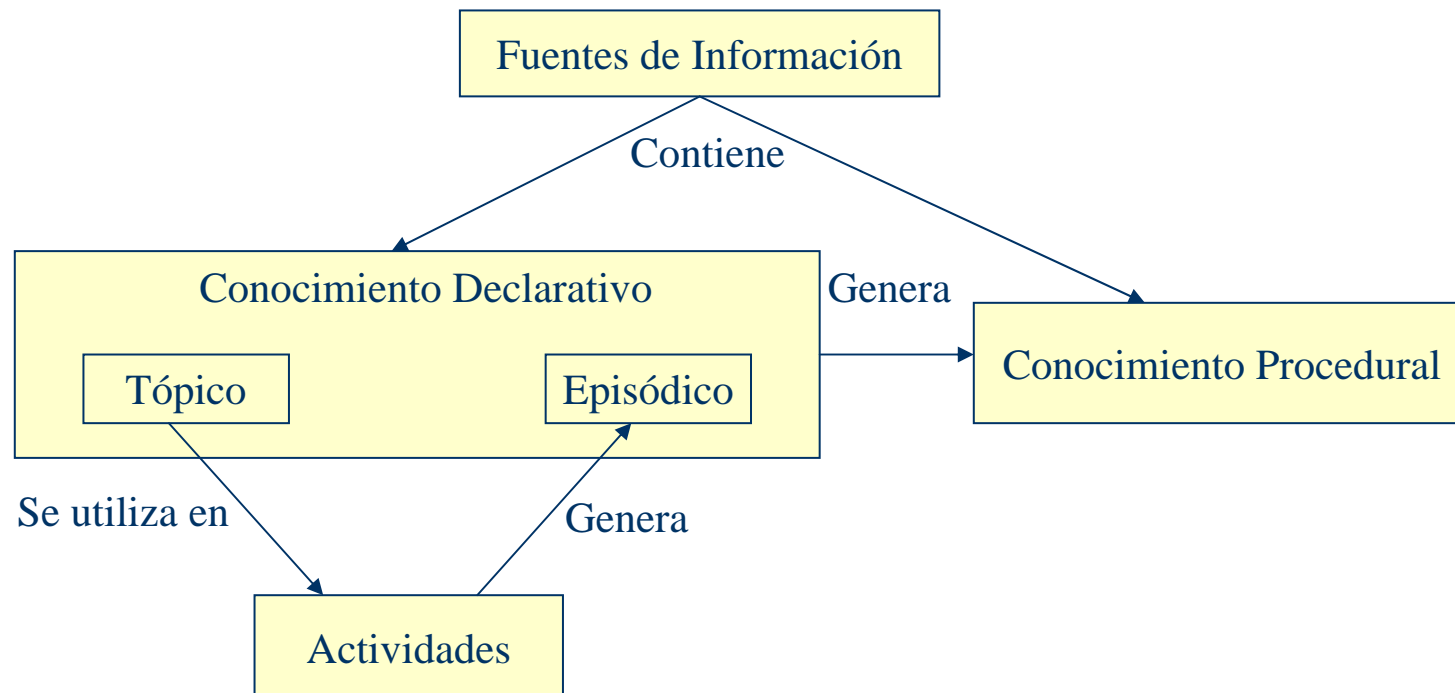 Fuentes de Información
Contiene
Conocimiento Declarativo
Genera
Conocimiento Procedural
Tópico
Episódico
Se utiliza en
Genera
Actividades